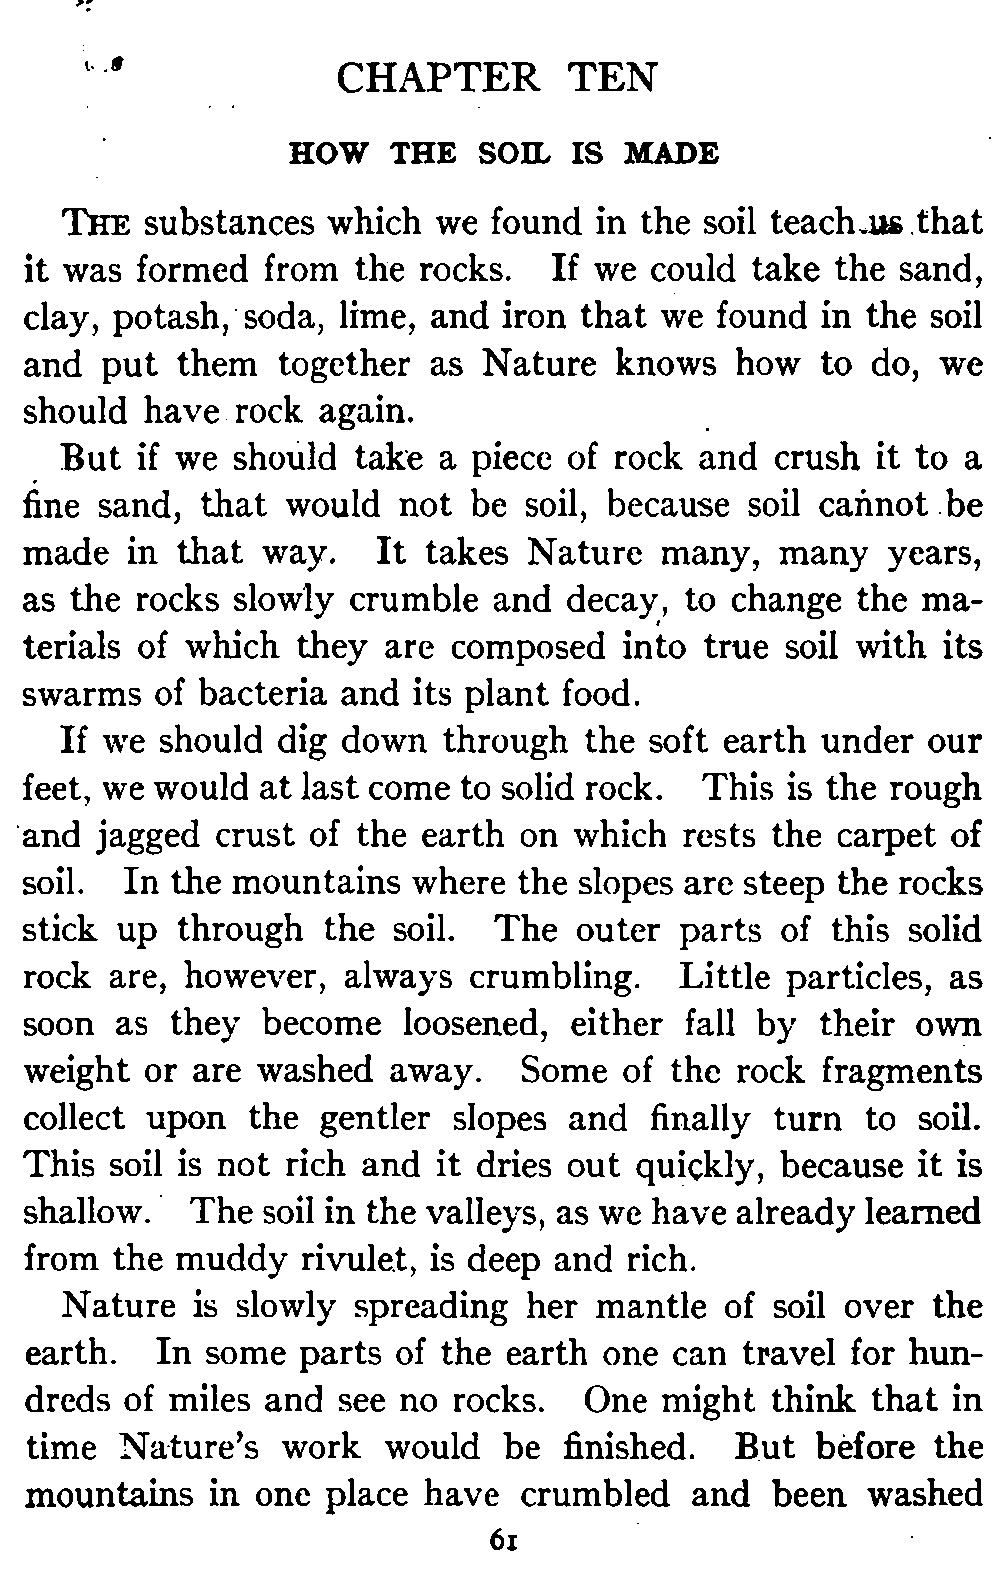 CHAPTER TEN
HOW THE SOIL IS MADE
THE substances which we found in the soil teach us that
it was formed from the rocks. If we could take the sand,
clay, potash, soda, lime, and iron that we found in the soil
and put them together as Nature knows how to do, we
should have rock again.
But if we should take a piece of rock and crush it to a
fine sand, that would not be soil, because soil cannot be
made in that way. It takes Nature many, many years,
as the rocks slowly crumble and decay, to change the ma-
terials of which they are composed into true soil with its
swarms of bacteria and its plant food.
If we should dig down through the soft earth under our
feet, we would at last come to solid rock. This is the rough
and jagged crust of the earth on which rests the carpet of
soil. In the mountains where the slopes are steep the rocks
stick up through the soil. The outer parts of this solid
rock are, however, always crumbling. Little particles, as
soon as they become loosened, either fall by their own
weight or are washed away. Some of the rock fragments
collect upon the gentler slopes and finally turn to soil.
This soil is not rich and it dries out quickly, because it is
shallow. The soil in the valleys, as we have already learned
from the muddy rivulet, is deep and rich.
Nature is slowly spreading her mantle of soil over the
earth. In some parts of the earth one can travel for hun-
dreds of miles and see no rocks. One might think that in
time Nature's work would be finished. But before the
mountains in one place have crumbled and been washed
61